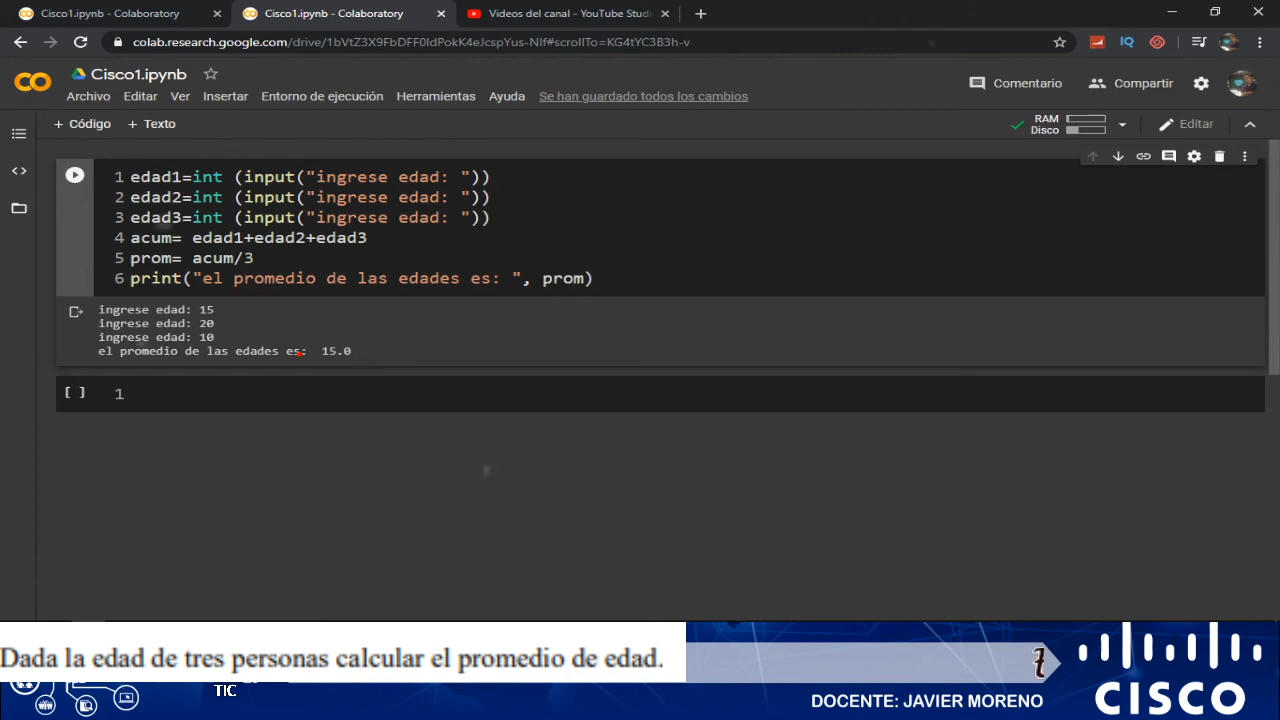 Cisco1.ipynb - Colaboratory
Cisco1.ipynb - Colaboratory
Videos del canal - YouTube Studi
colab.research.google.com/drive/1bVtZ3X9FbDFF0IdPokK4eJcspYus-NIf#scrollTo=KG4tYC3B3h-v
IQ
Cisco1.ipynb
Comentario
Compartir
Archivo Editar Ver Insertar Entorno de ejecución Herramientas Ayuda Se han guardado todos los cambios
+ Código + Texto
RAM
Disco
Editar
1 edad1=int (input("ingrese edad: "))
2 edad2=int (input("ingrese edad: "))
3 edad3=int (input("ingrese edad: "))
4 acum= edad1+edad2+edad3
5 prom= acum/3
6 print("el promedio de las edades es: ", prom)
ingrese edad: 15
ingrese edad: 20
ingrese edad: 10
el promedio de las edades es: 15.0
[ ] 1
Dada la edad de tres personas calcular el promedio de edad.
TIC
DOCENTE: JAVIER MORENO
CISCO